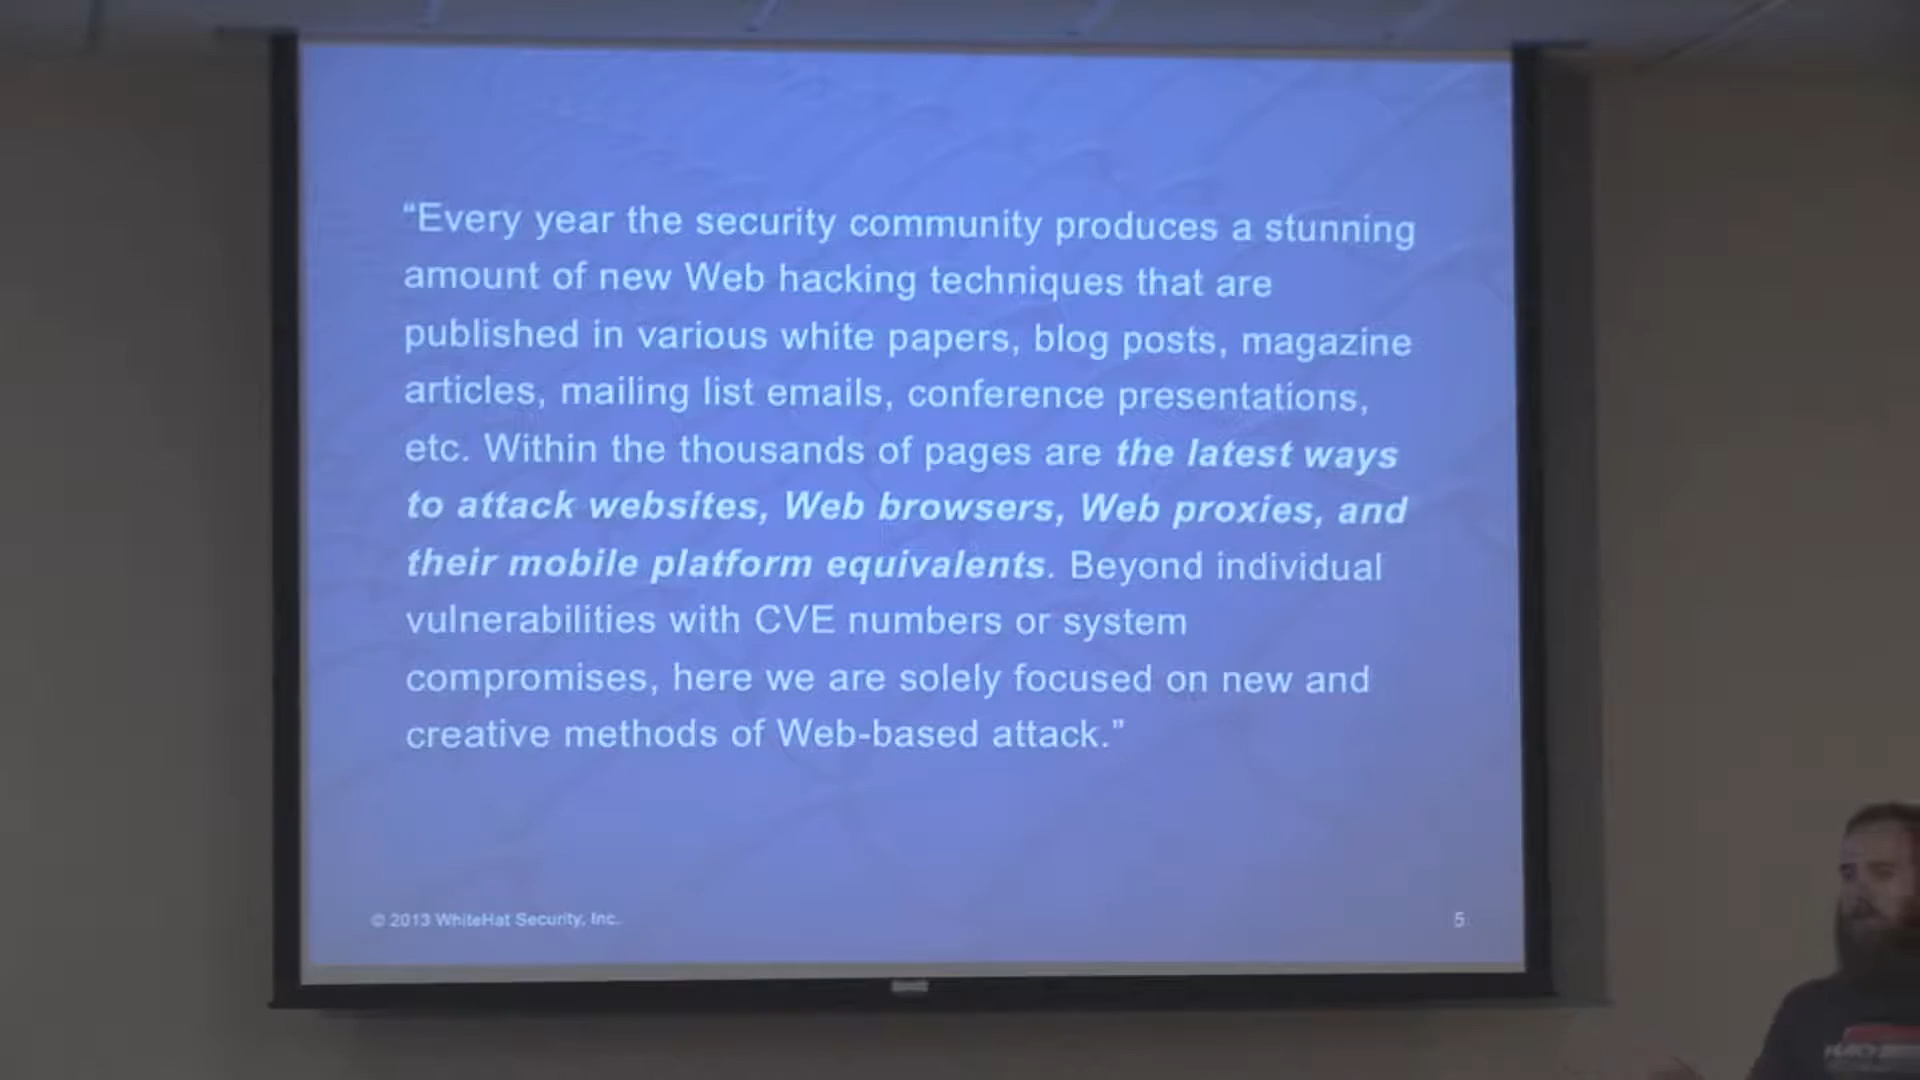 “Every year the security community produces a stunning
amount of new Web hacking techniques that are
published in various white papers, blog posts, magazine
articles, mailing list emails, conference presentations,
etc. Within the thousands of pages are the latest ways
to attack websites, Web browsers, Web proxies, and
their mobile platform equivalents. Beyond individual
vulnerabilities with CVE numbers or system
compromises, here we are solely focused on new and
creative methods of Web-based attack.”
© 2013 WhiteHat Security, Inc.
5